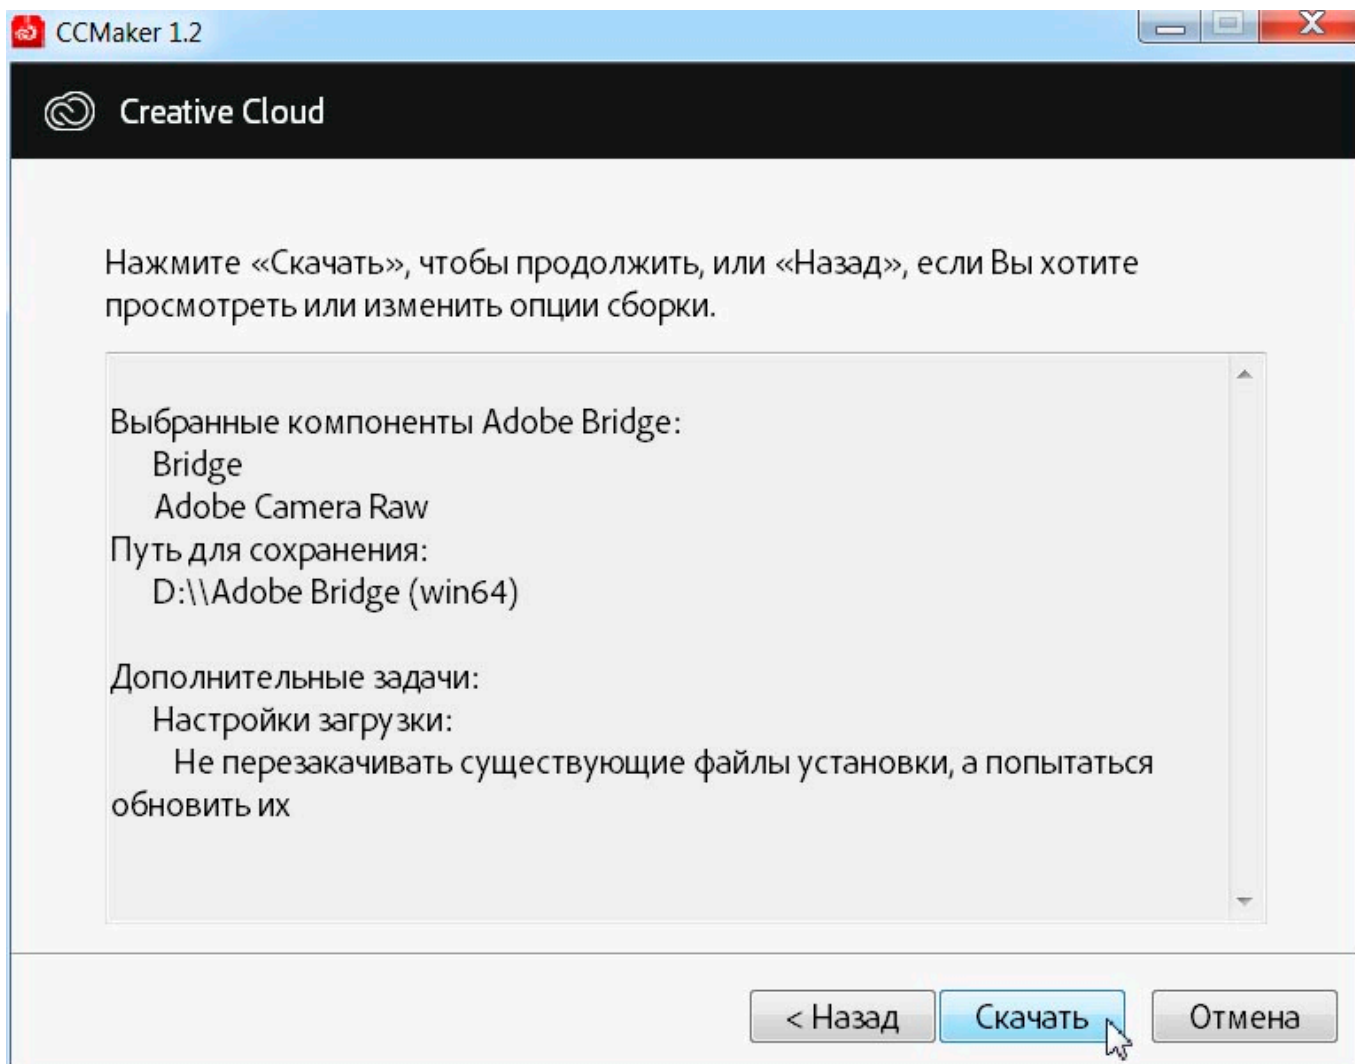 CCMaker 1.2
Creative Cloud
Нажмите «Скачать», чтобы продолжить, или «Назад», если Вы хотите
просмотреть или изменить опции сборки.
Выбранные компоненты Adobe Bridge:
Bridge
Adobe Camera Raw
Путь для сохранения:
D:\\Adobe Bridge (win64)
Дополнительные задачи:
Настройки загрузки:
Не перезакачивать существующие файлы установки, а попытаться
обновить их
< Назад Скачать Отмена